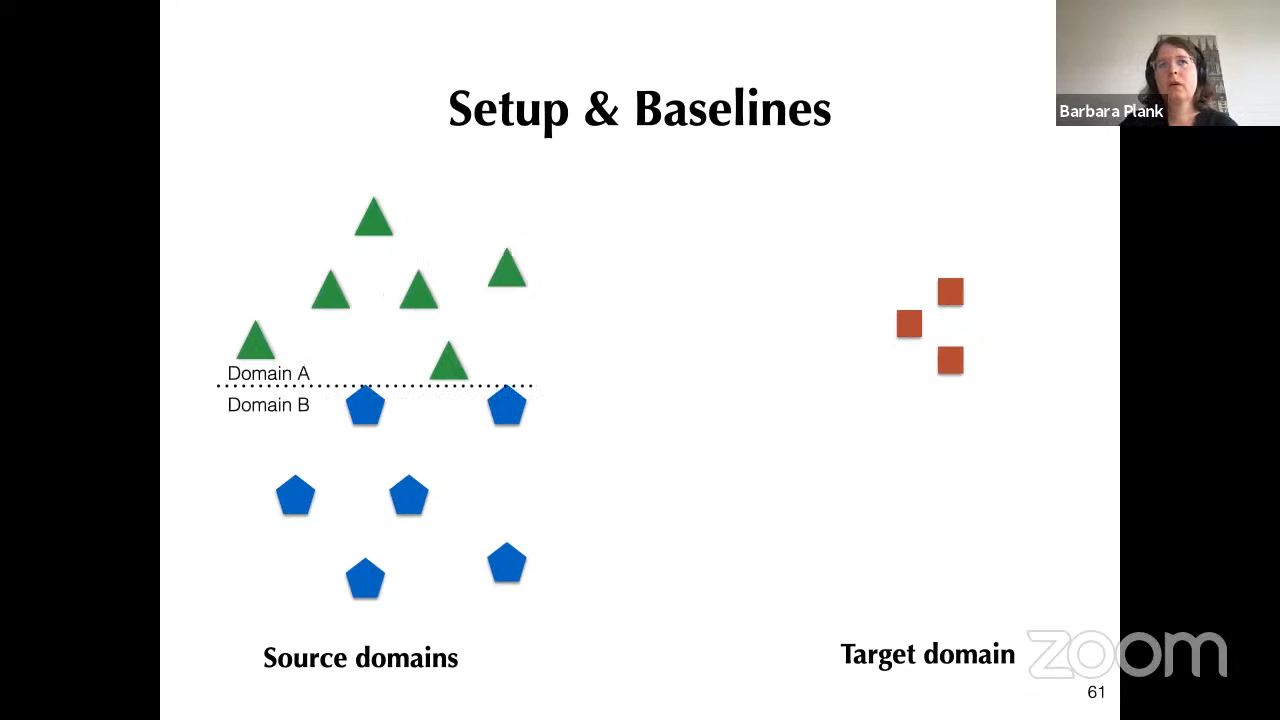 Barbara Plank
Setup & Baselines
Domain A
Domain B
Source domains
Target domain
zoom
61